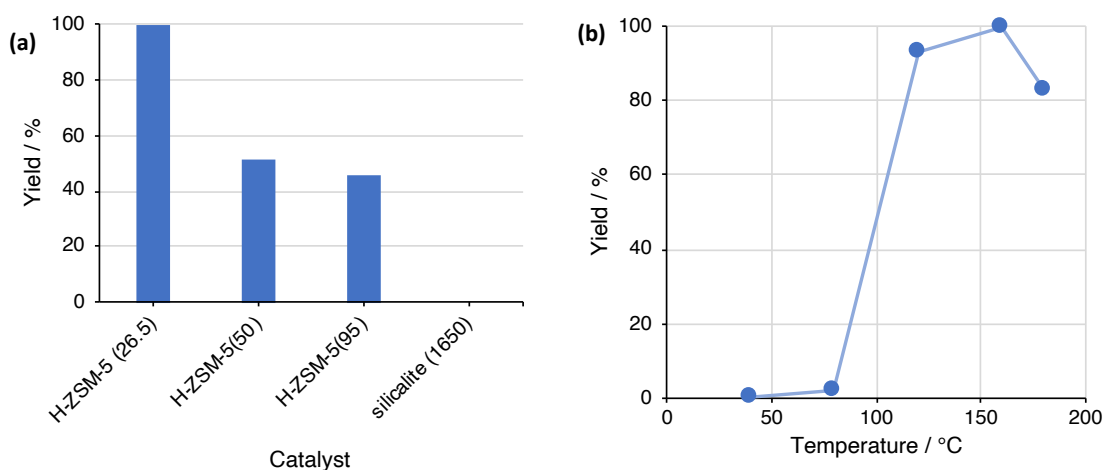 (a)
Yield / %
100
80
60
40
20
0
H-ZSM-5 (26.5)
H-ZSM-5(50)
H-ZSM-5(95)
silicalite (1650)
Catalyst
(b)
Yield / %
100
80
60
40
20
0
0 50 100 150 200
Temperature / °C